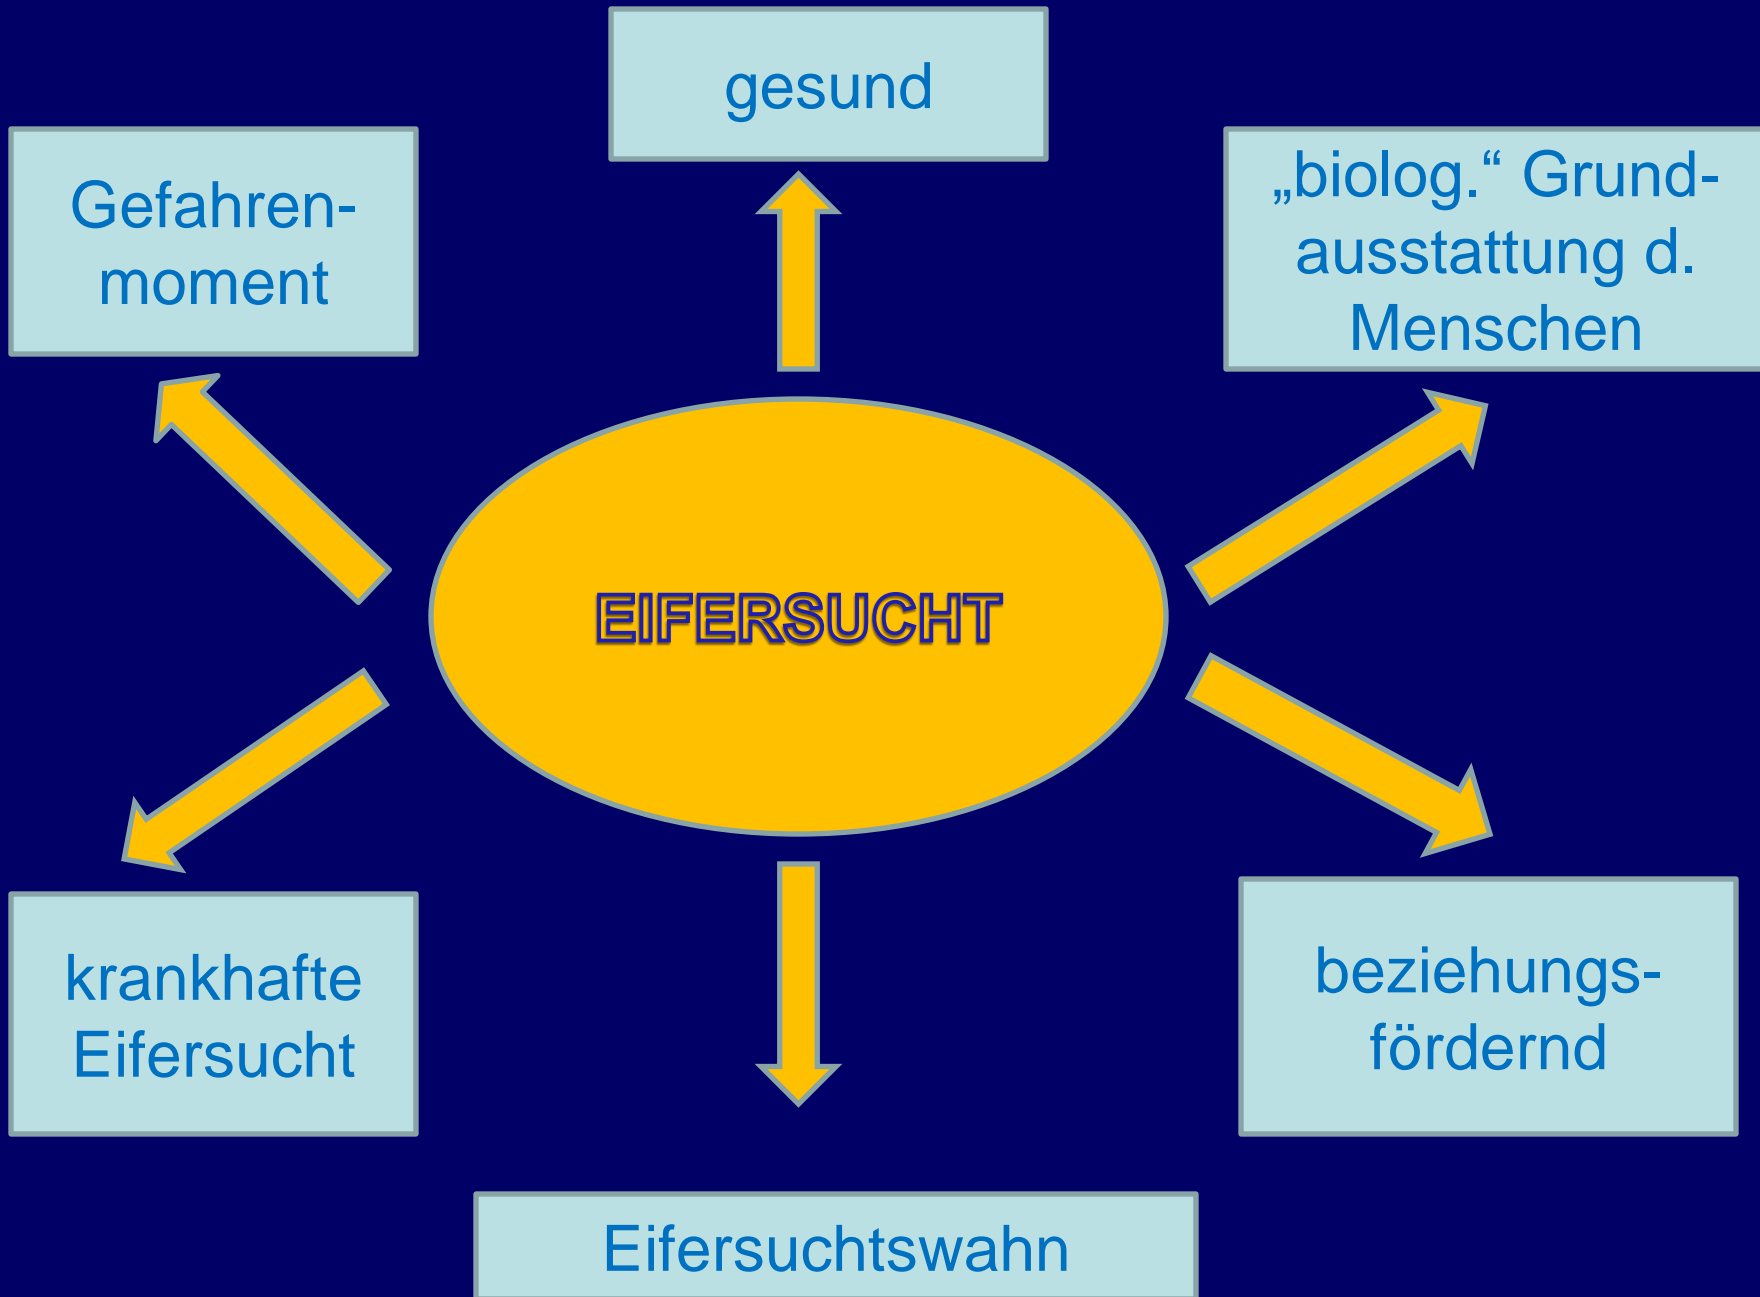 gesund
Gefahren-
moment
„biolog.“ Grund-
ausstattung d.
Menschen
EIFERSUCHT
krankhafte
Eifersucht
beziehungs-
fördernd
Eifersuchtswahn